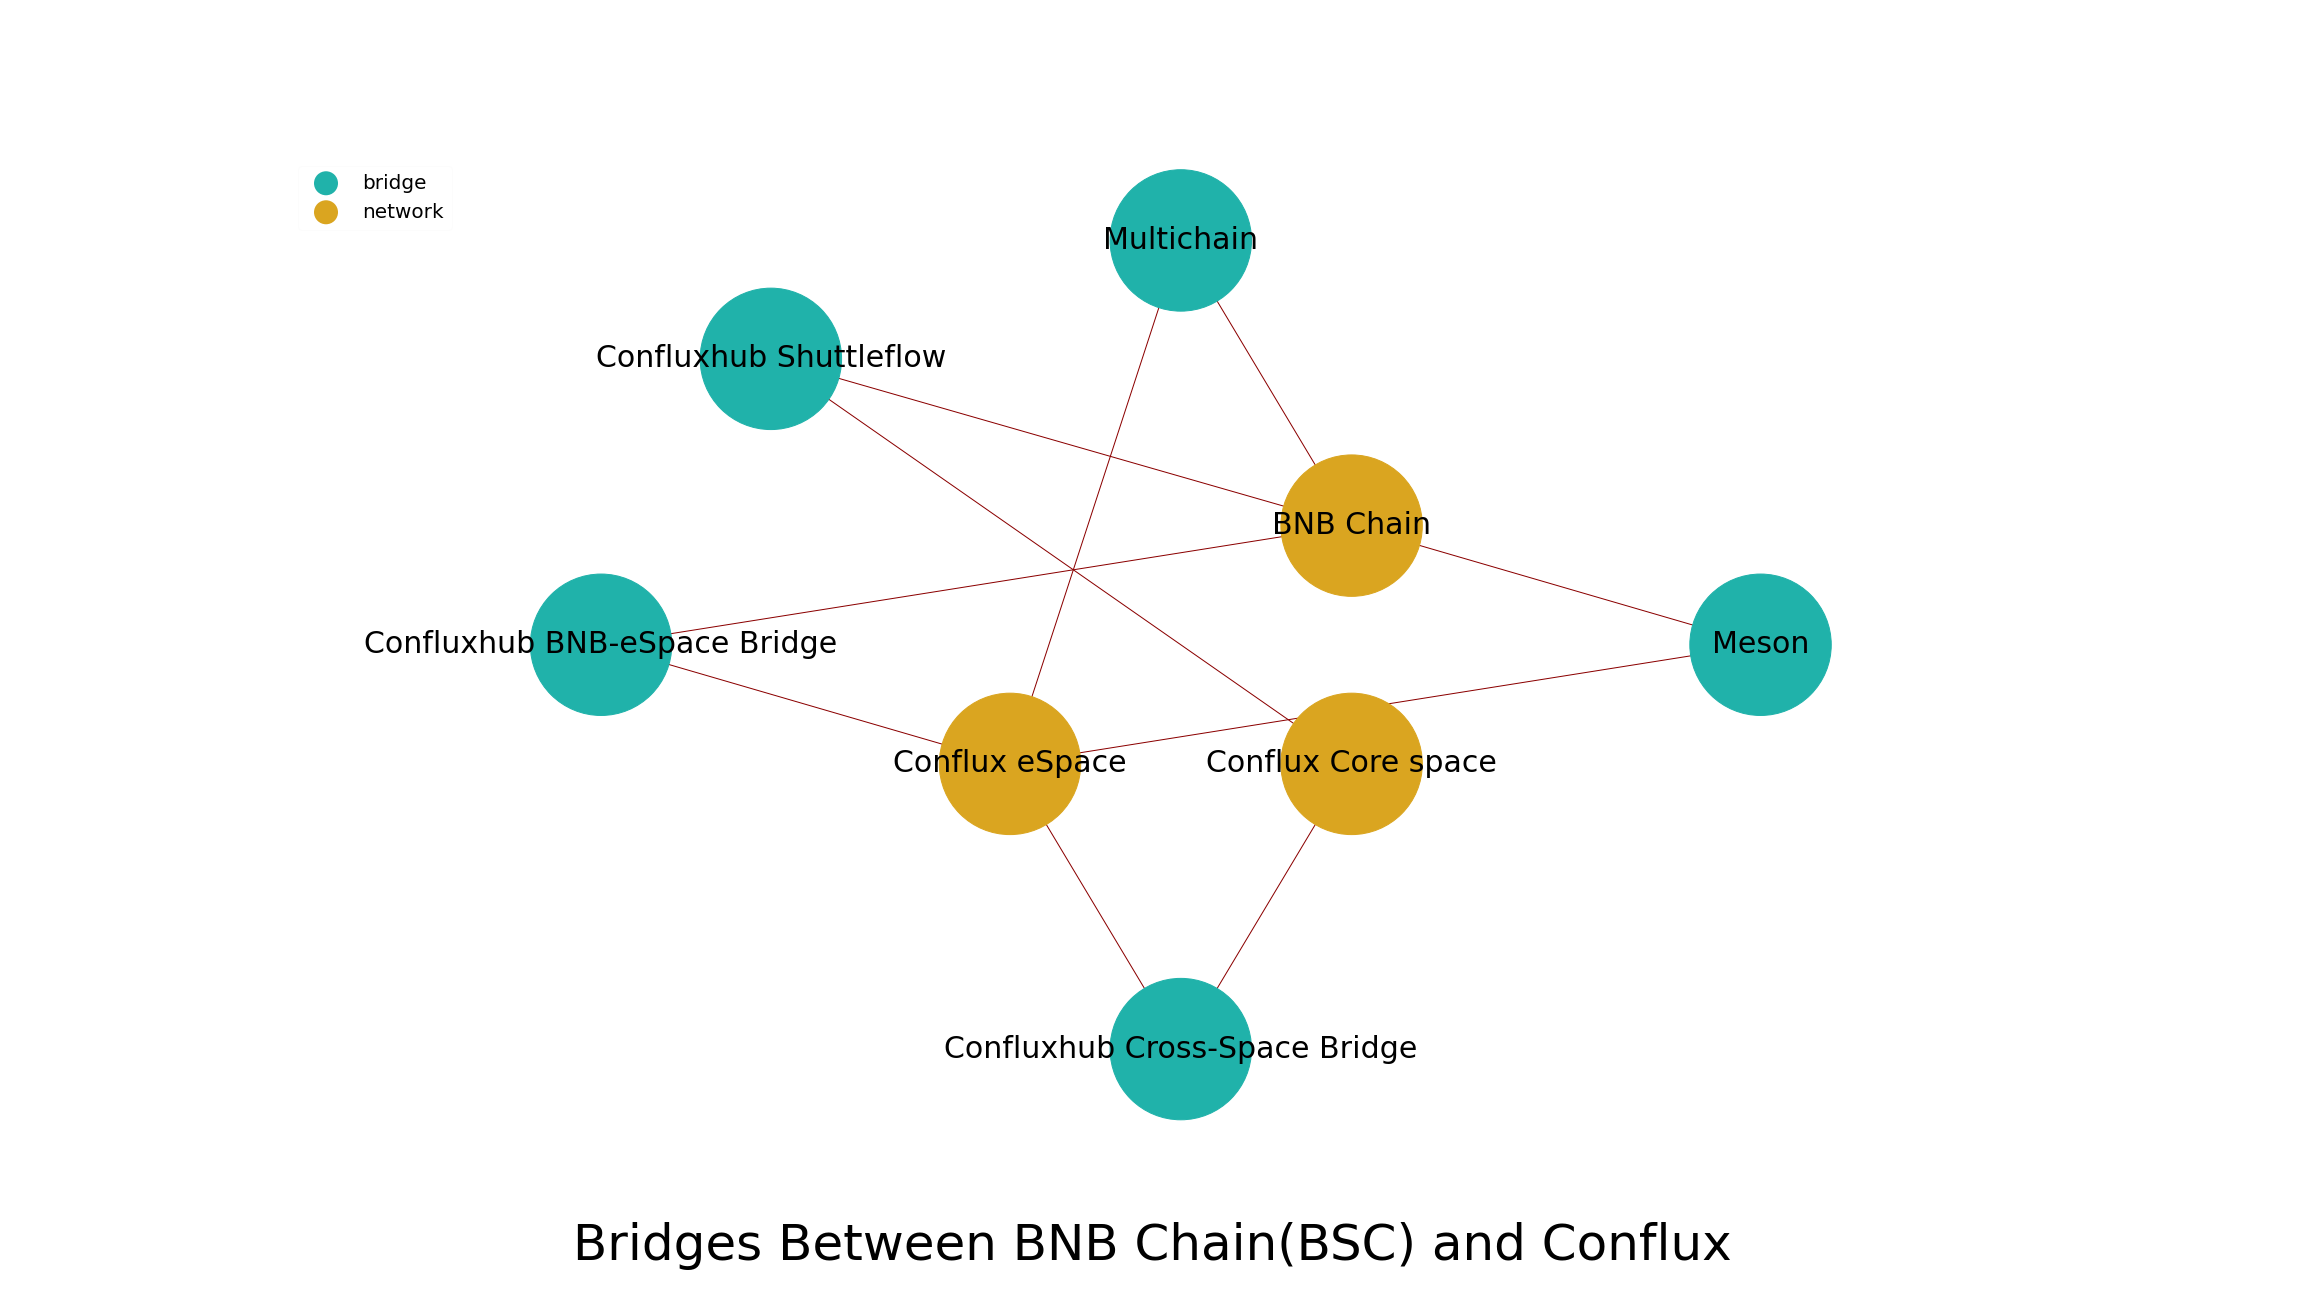 bridge
network
Multichain
Confluxhub Shuttleflow
BNB Chain
Confluxhub BNB-eSpace Bridge
Meson
Conflux eSpace
Conflux Core space
Confluxhub Cross-Space Bridge
Bridges Between BNB Chain(BSC) and Conflux